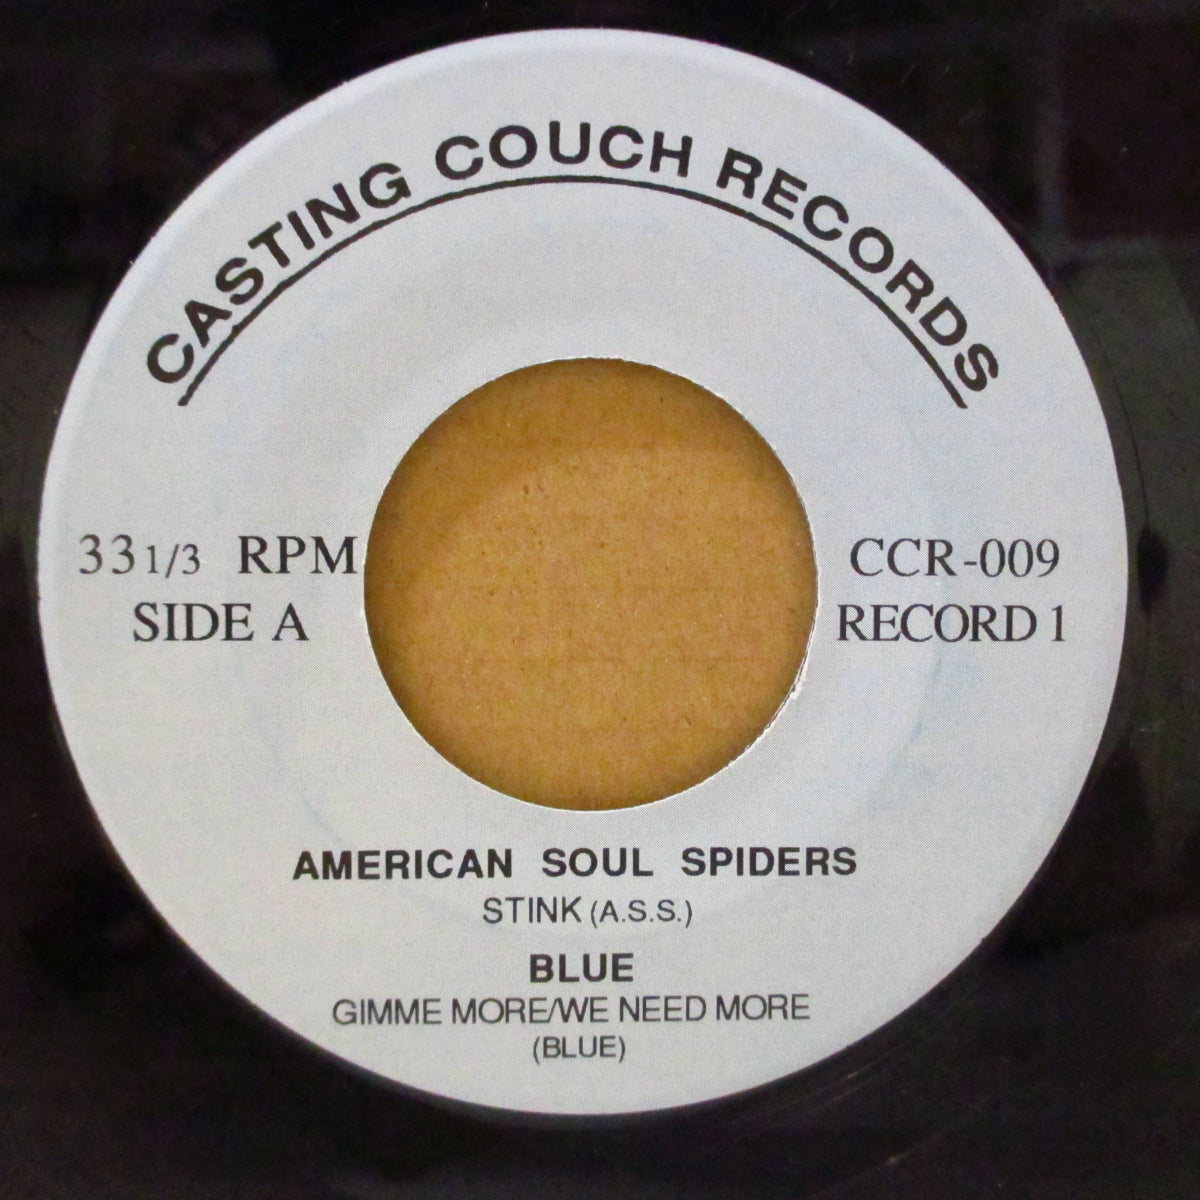 CASTING COUCH RECORDS
33 1/3 RPM
SIDE A
CCR-009
RECORD 1
AMERICAN SOUL SPIDERS
STINK (A.S.S.)
BLUE
GIMME MORE/WE NEED MORE
(BLUE)